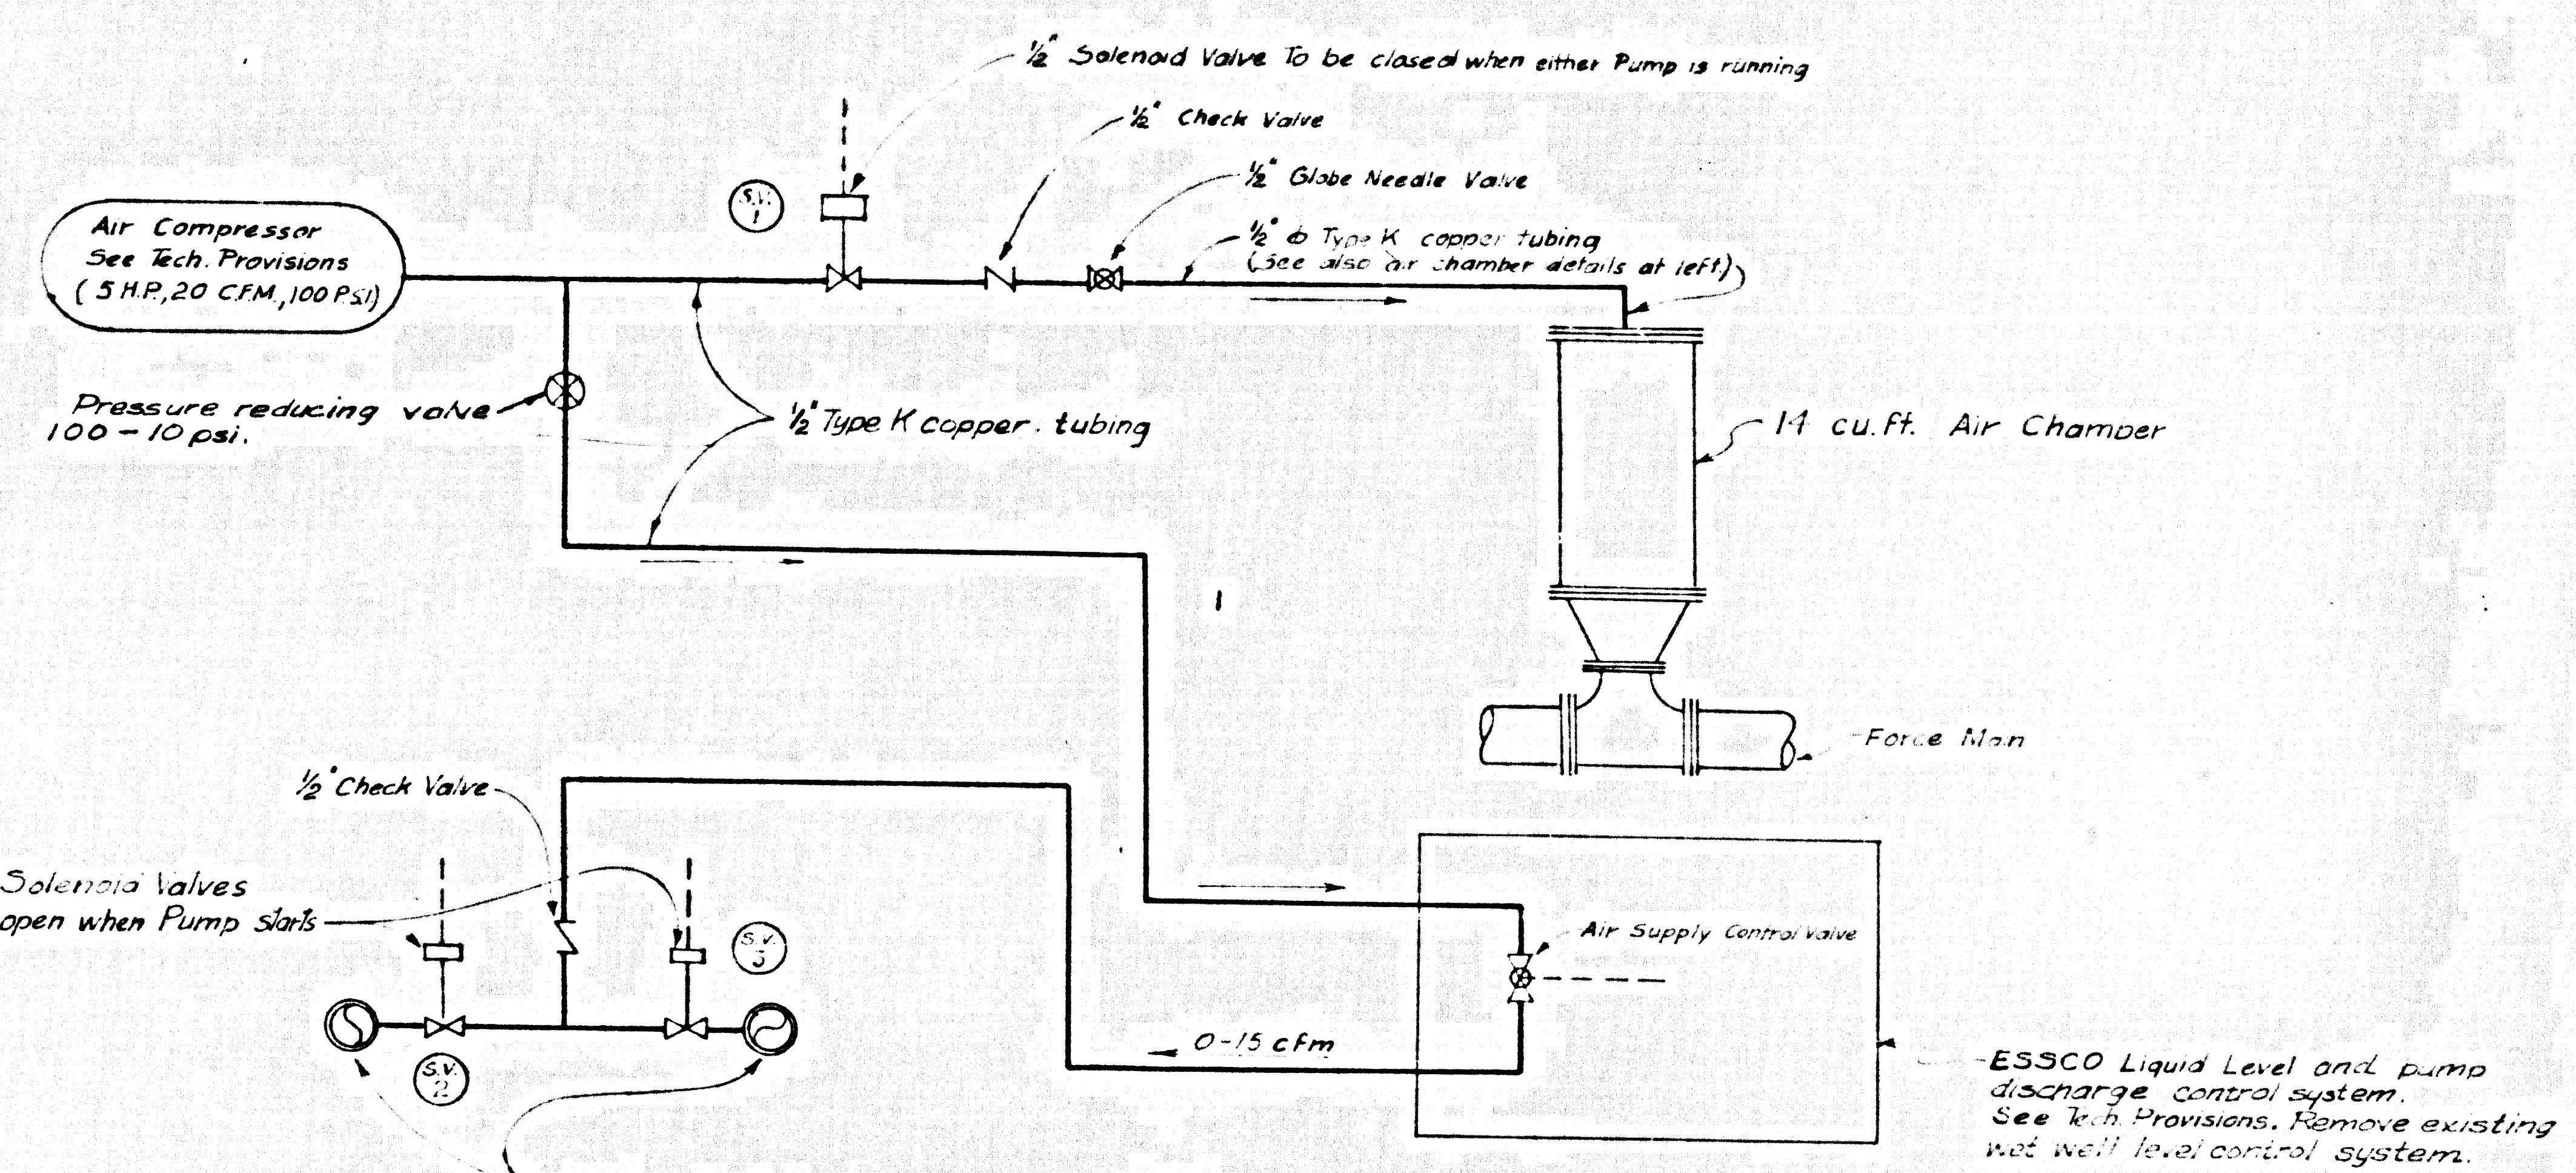 ½" Solenoid Valve To be closed when either Pump is running
½" Check Valve
½" Globe Needle Valve
½" Φ Type K copper tubing
(See also air chamber details at left)
S.V.
1
Air Compressor
See Tech. Provisions
(5 H.P., 20 C.F.M., 100 P.S.I)
Pressure reducing valve
100 - 10 psi.
½" Type K copper. tubing
14 cu.ft. Air Chamber
Force Main
½" Check Valve
Solenoid Valves
open when Pump starts
S.V.
3
S.V.
2
Air Supply Control Valve
0-15 cfm
ESSCO Liquid Level and pump
discharge control system.
See Tech. Provisions. Remove existing
wet well level control system.